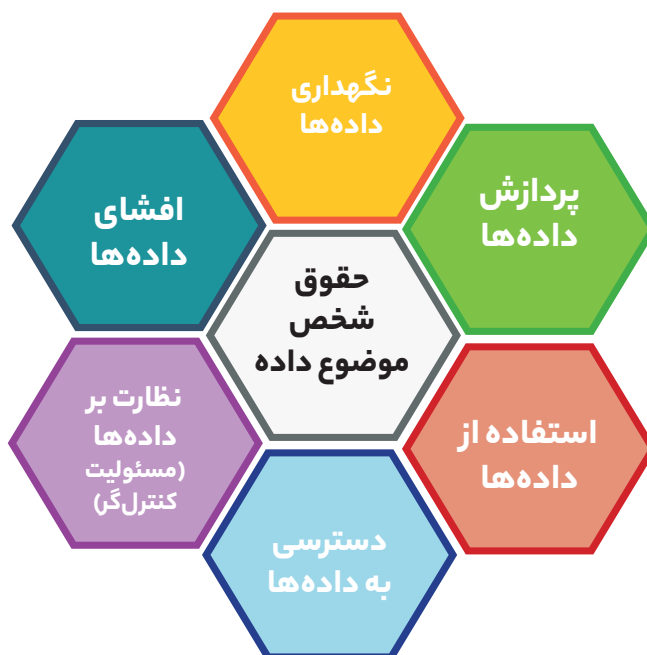 نگهداری
داده‌ها
پردازش
داده‌ها
افشای
داده‌ها
حقوق
شخص
موضوع داده
نظارت بر
داده‌ها
(مسئولیت
کنترل‌گر)
استفاده از
داده‌ها
دسترسی
به داده‌ها